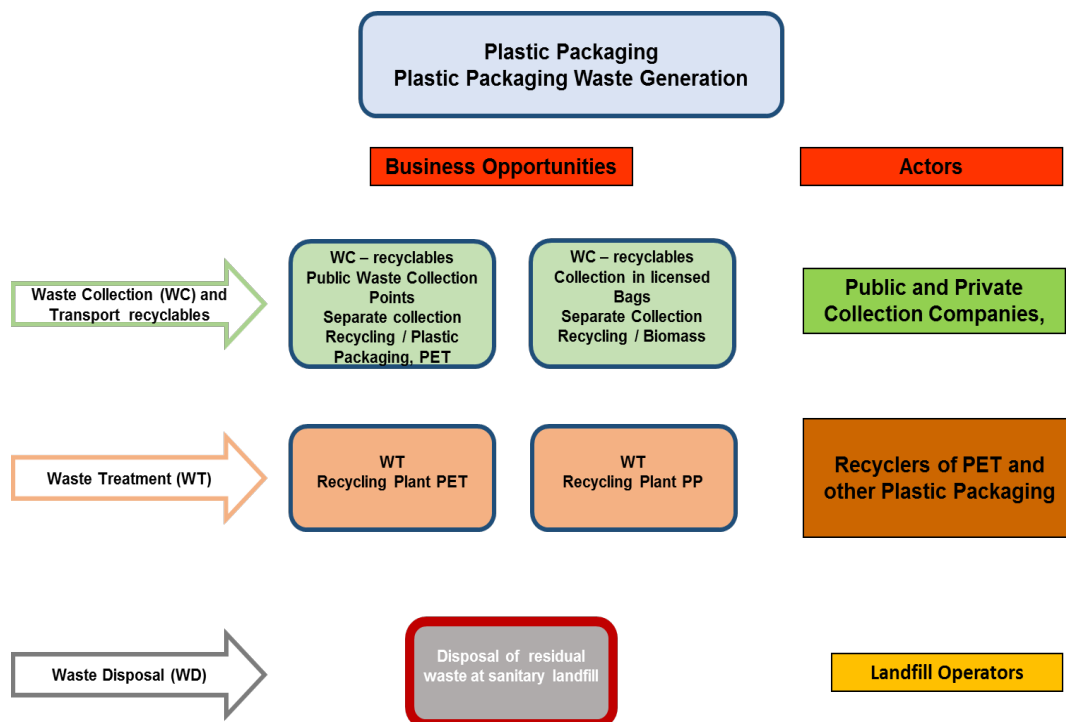 Plastic Packaging
Plastic Packaging Waste Generation
Business Opportunities
Actors
Waste Collection (WC) and
Transport recyclables
WC – recyclables
Public Waste Collection
Points
Separate collection
Recycling / Plastic
Packaging, PET
WC – recyclables
Collection in licensed
Bags
Separate Collection
Recycling / Biomass
Public and Private
Collection Companies,
Waste Treatment (WT)
WT
Recycling Plant PET
WT
Recycling Plant PP
Recyclers of PET and
other Plastic Packaging
Waste Disposal (WD)
Disposal of residual
waste at sanitary landfill
Landfill Operators